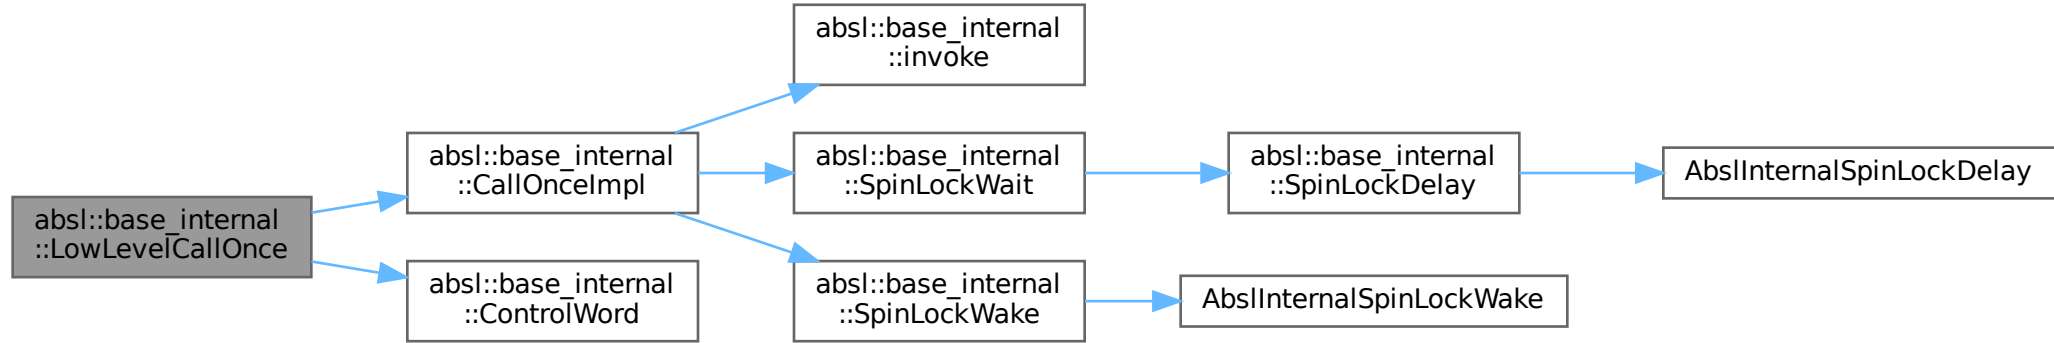 absl::base_internal
::LowLevelCallOnce
absl::base_internal
::CallOnceImpl
absl::base_internal
::ControlWord
absl::base_internal
::invoke
absl::base_internal
::SpinLockWait
absl::base_internal
::SpinLockWake
absl::base_internal
::SpinLockDelay
AbslInternalSpinLockDelay
AbslInternalSpinLockWake